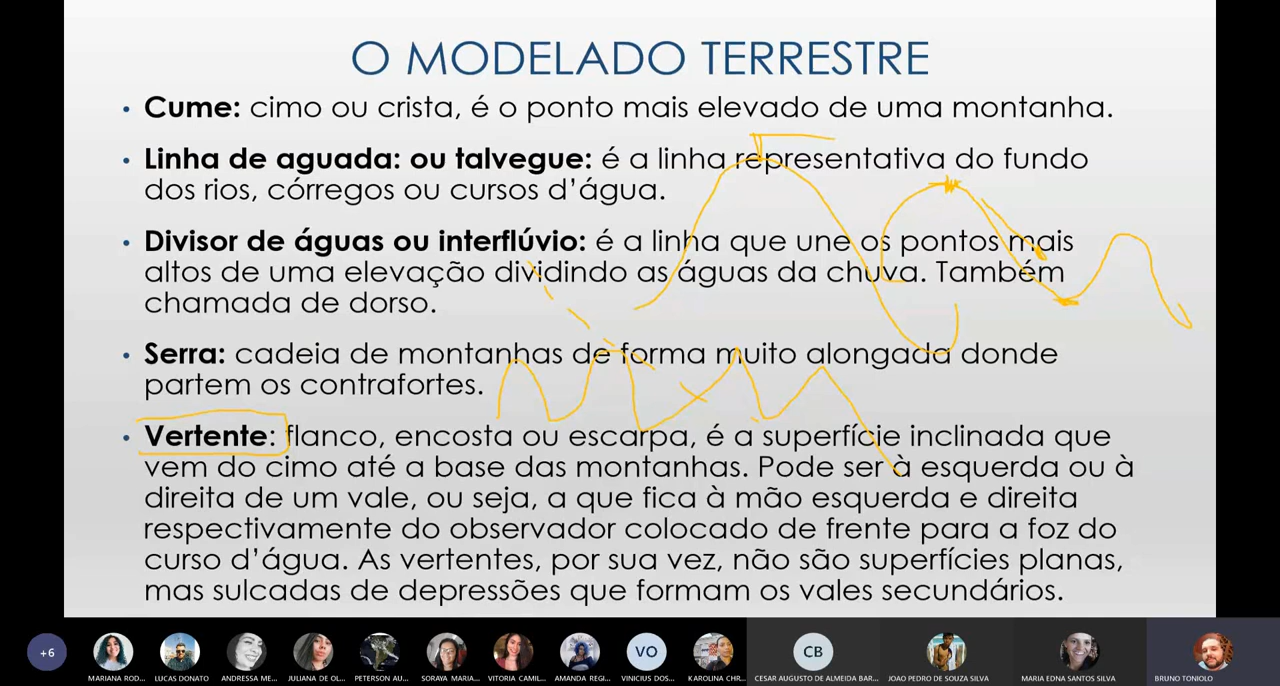 O MODELADO TERRESTRE
• Cume: cimo ou crista, é o ponto mais elevado de uma montanha.
• Linha de aguada: ou talvegue: é a linha representativa do fundo
dos rios, córregos ou cursos d’água.
• Divisor de águas ou interflúvio: é a linha que une os pontos mais
altos de uma elevação dividindo as águas da chuva. Também
chamada de dorso.
• Serra: cadeia de montanhas de forma muito alongada donde
partem os contrafortes.
• Vertente: flanco, encosta ou escarpa, é a superfície inclinada que
vem do cimo até a base das montanhas. Pode ser à esquerda ou à
direita de um vale, ou seja, a que fica à mão esquerda e direita
respectivamente do observador colocado de frente para a foz do
curso d’água. As vertentes, por sua vez, não são superfícies planas,
mas sulcadas de depressões que formam os vales secundários.
+6
VO
CB
MARIANA ROD...
LUCAS DONATO
ANDRESSA ME...
JULIANA DE OL...
PETERSON AU...
SORAYA MARIA...
VITORIA CAMIL...
AMANDA REGI...
VINICIUS DOS...
KAROLINA CHR...
CESAR AUGUSTO DE ALMEIDA BAR...
JOAO PEDRO DE SOUZA SILVA
MARIA EDNA SANTOS SILVA
BRUNO TONIOLO